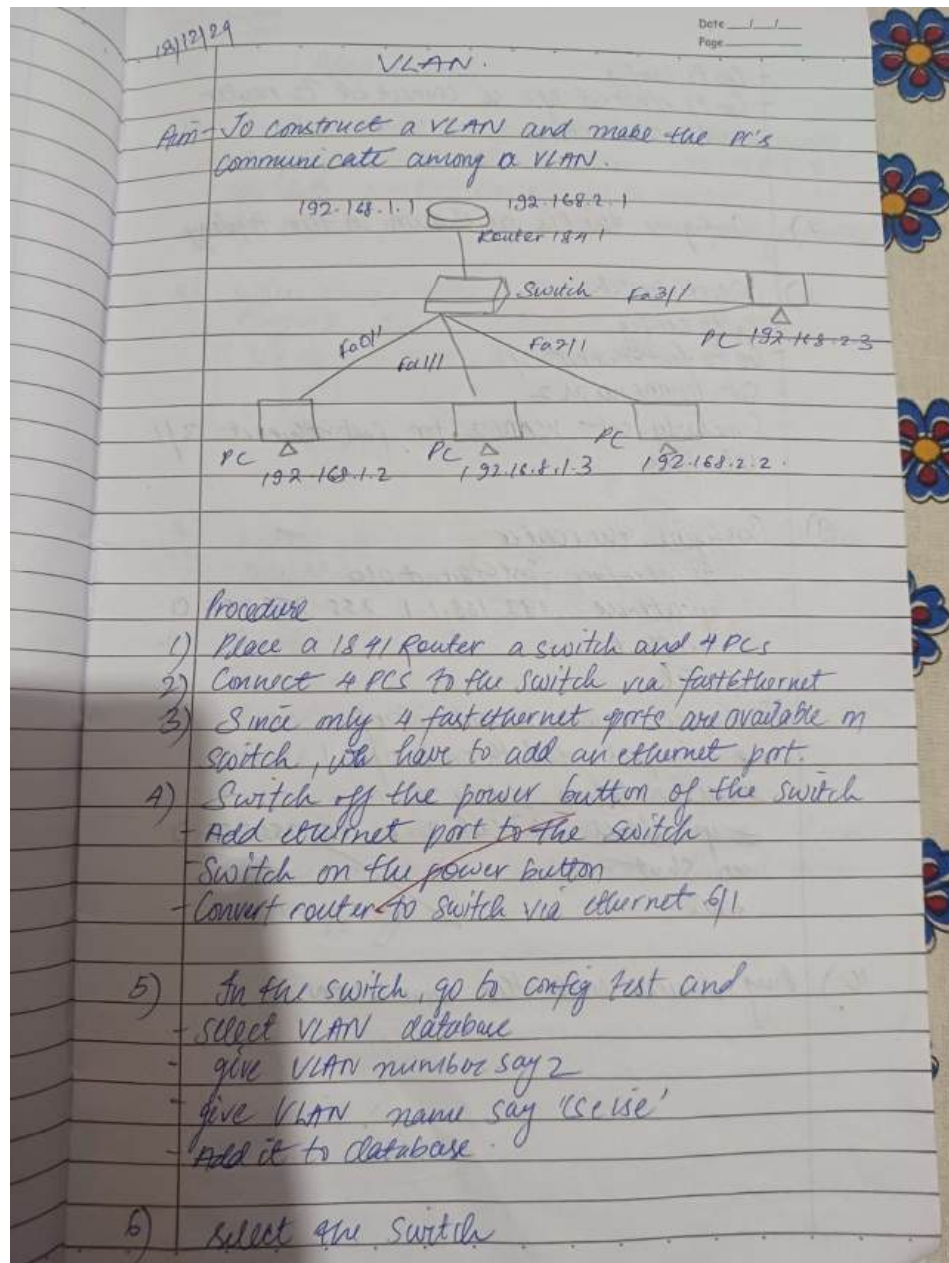 Date __/__/__
Page
18/12/24
VLAN.
Aim- To construct a VLAN and make the PC's
communicate among a VLAN.
192.168.1.1 192.168.2.1
Router 1841
Switch Fa3/1
Fa0/1 Fa1/1 Fa2/1
PC 192.168.2.3
PC PC PC
192.168.1.2 192.16.8.1.3 192.168.2.2.
Procedure
1) Place a 1841 Router a switch and 4 PCs
2) Connect 4 PCS to the switch via fastEthernet
3) Since only 4 fastethernet ports are available in
switch, we have to add an ethernet port.
4) Switch off the power button of the switch
- Add ethernet port to the switch
- Switch on the power button
- Convert router to switch via ethernet 6/1
5) In the switch, go to config test and
- select VLAN database
- give VLAN number say 2
- give VLAN name say 'cseise'
- Add it to database.
6) Select the switch